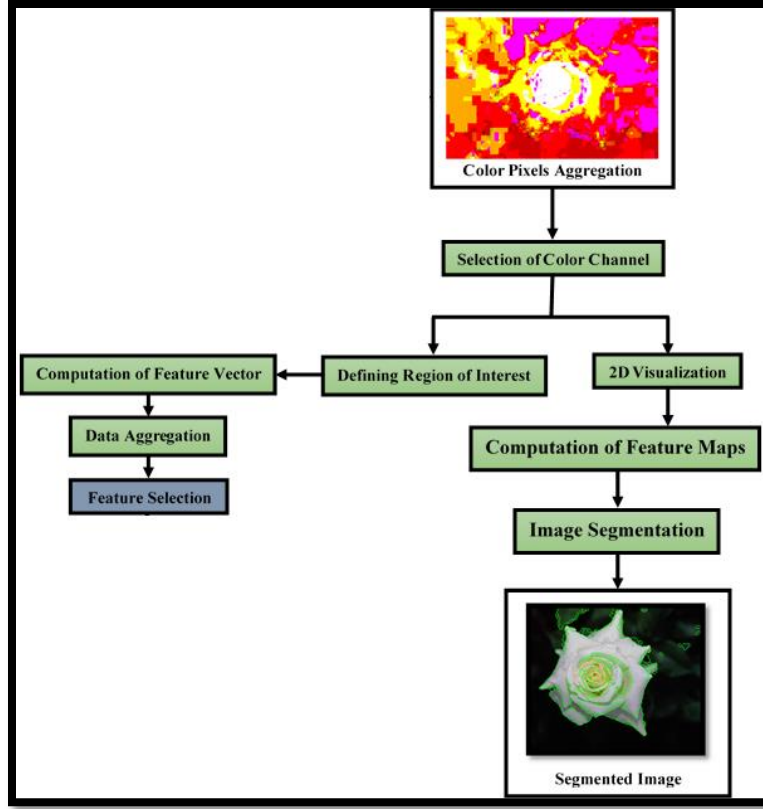 Color Pixels Aggregation
Selection of Color Channel
Computation of Feature Vector
Defining Region of Interest
2D Visualization
Data Aggregation
Computation of Feature Maps
Feature Selection
Image Segmentation
Segmented Image